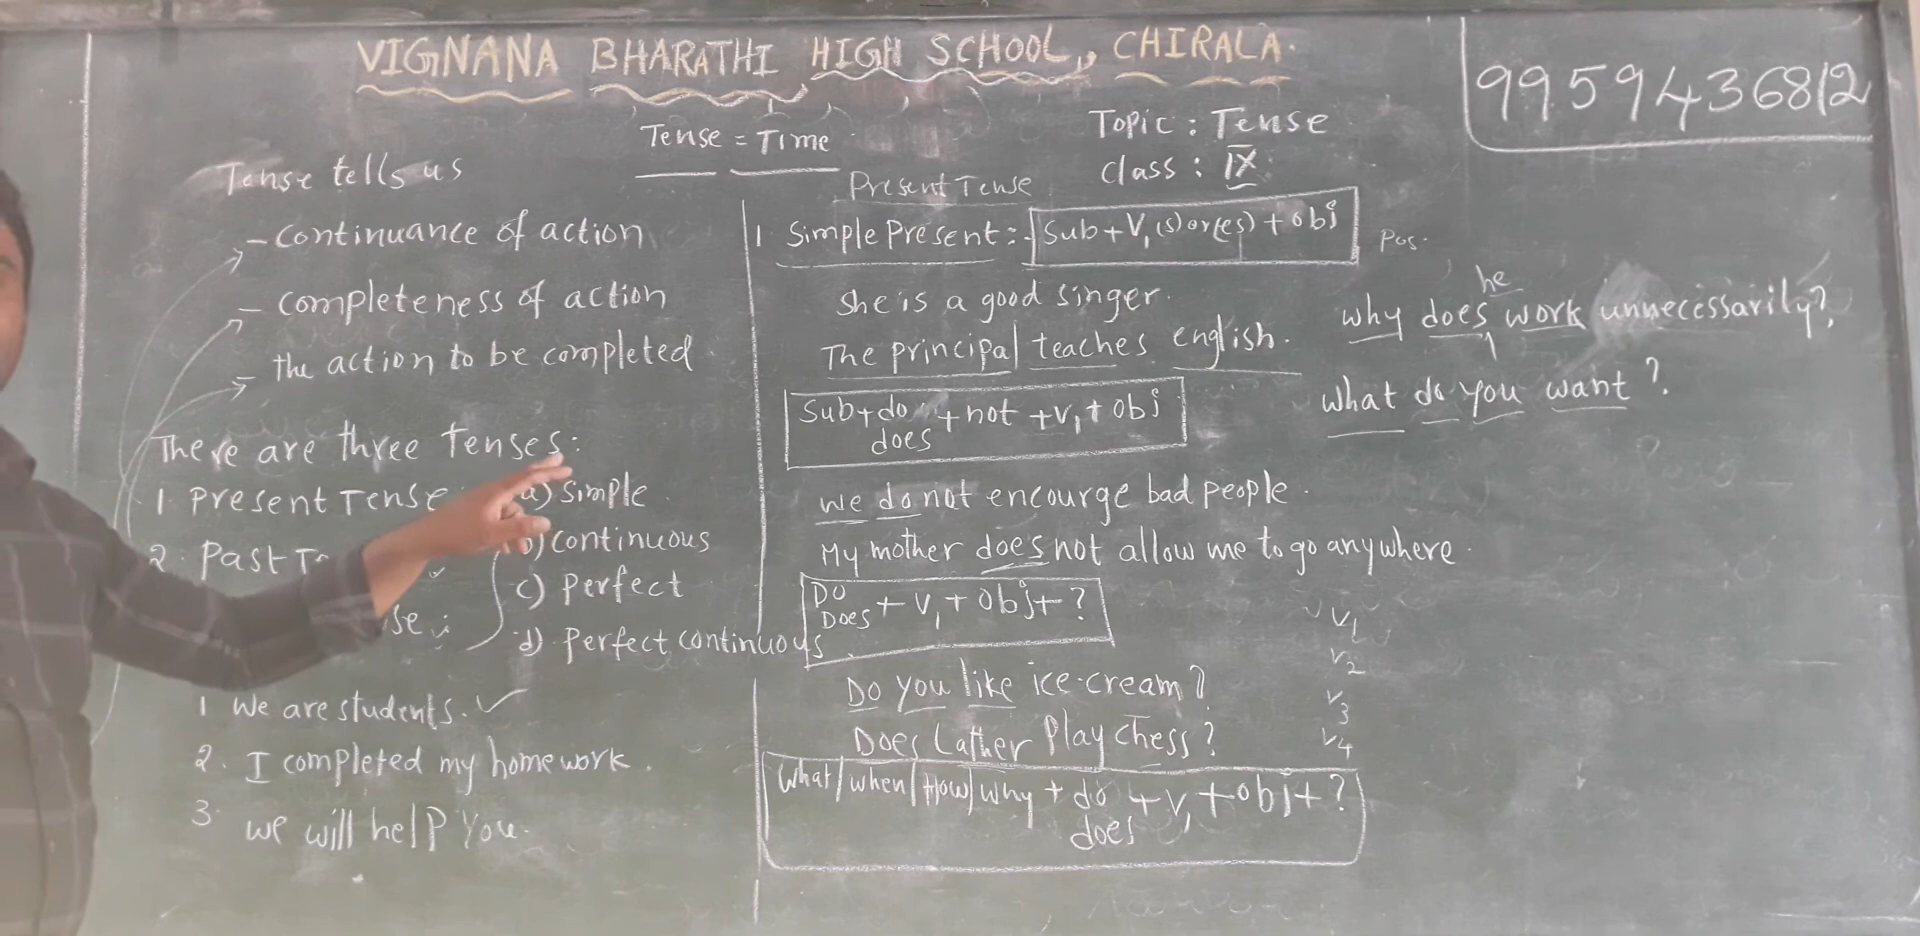 VIGNANA BHARATHI HIGH SCHOOL, CHIRALA.
9959436812
Tense = Time
Topic : Tense
Class : IX
Tense tells us
- continuance of action
- completeness of action
- the action to be completed
There are three tenses:
1. Present Tense
2. Past T
se :
a) simple
b) continuous
c) perfect
d) perfect continuous
1 We are students. ✓
2. I completed my homework.
3. we will help you.
Present Tense
1 Simple Present :- Sub + V1 (s) or (es) + obj
Pos.
She is a good singer.
The principal teaches english.
Sub + do/does + not + V1 + obj
we do not encourge bad people.
My mother does not allow me to go anywhere.
Do/Does + V1 + obj + ?
Do you like ice-cream?
Does Lather play chess?
What/when/How/why + do/does + V1 + obj + ?
he
why does work unnecessarily?
what do you want?
V1
V2
V3
V4